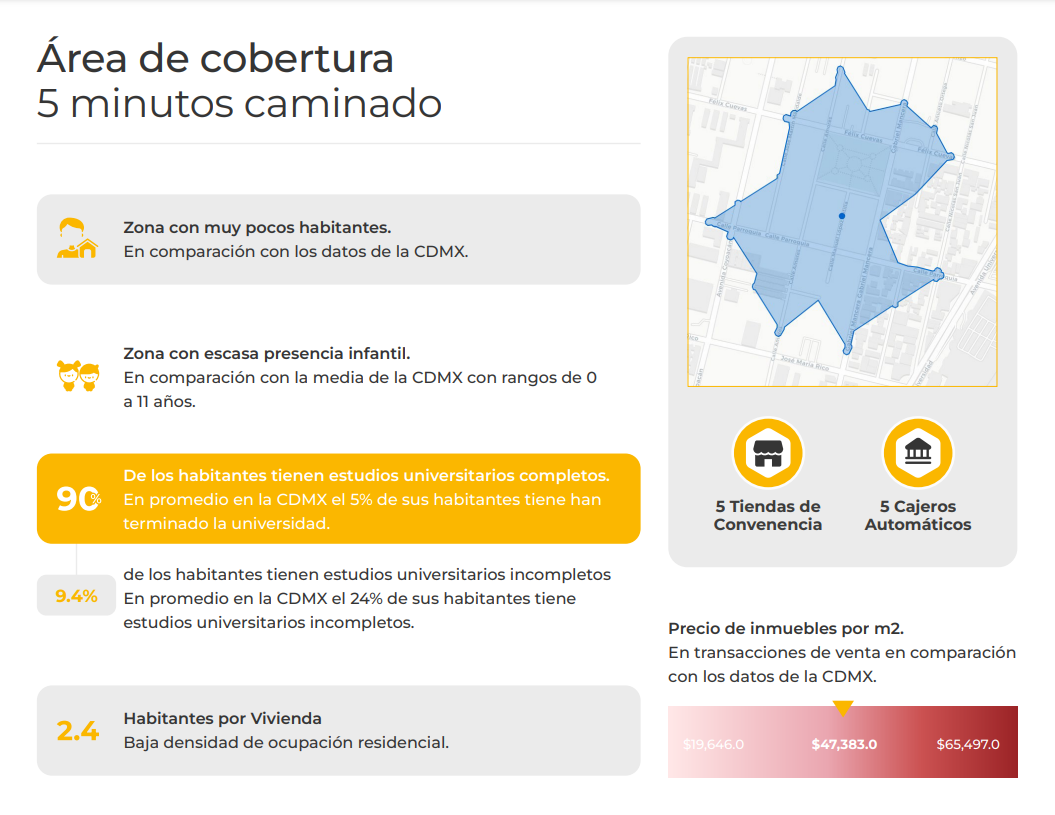 Área de cobertura
5 minutos caminado
Zona con muy pocos habitantes.
En comparación con los datos de la CDMX.
Zona con escasa presencia infantil.
En comparación con la media de la CDMX con rangos de 0
a 11 años.
90%
De los habitantes tienen estudios universitarios completos.
En promedio en la CDMX el 5% de sus habitantes tiene han
terminado la universidad.
9.4%
de los habitantes tienen estudios universitarios incompletos
En promedio en la CDMX el 24% de sus habitantes tiene
estudios universitarios incompletos.
2.4
Habitantes por Vivienda
Baja densidad de ocupación residencial.
Félix Cuevas
Félix Cuevas
Félix Cuevas
Calle Parroquia
Calle Parroquia
José María Rico
5 Tiendas de
Convenencia
5 Cajeros
Automáticos
Precio de inmuebles por m2.
En transacciones de venta en comparación
con los datos de la CDMX.
$19,646.0
$47,383.0
$65,497.0